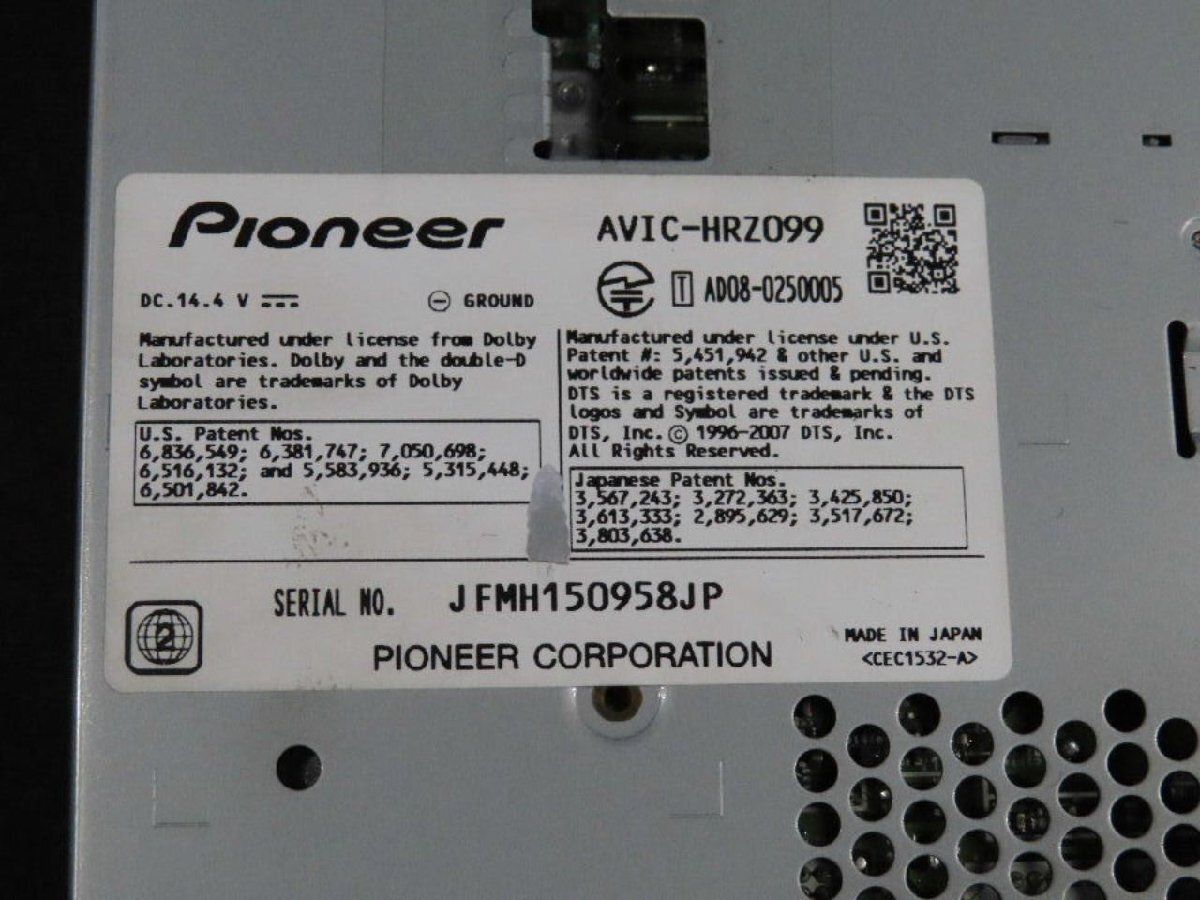 Pioneer
AVIC-HRZ099
DC.14.4 V
GROUND
T AD08-0250005
Manufactured under license from Dolby
Laboratories. Dolby and the double-D
symbol are trademarks of Dolby
Laboratories.
U.S. Patent Nos.
6,836,549; 6,381,747; 7,050,698;
6,516,132; and 5,583,936; 5,315,448;
6,501,842.
Manufactured under license under U.S.
Patent #: 5,451,942 & other U.S. and
worldwide patents issued & pending.
DTS is a registered trademark & the DTS
logos and Symbol are trademarks of
DTS, Inc. © 1996-2007 DTS, Inc.
All Rights Reserved.
Japanese Patent Nos.
3,567,243; 3,272,363; 3,425,850;
3,613,333; 2,895,629; 3,517,672;
3,803,638.
SERIAL NO. JFMH150958JP
2
PIONEER CORPORATION
MADE IN JAPAN
<CEC1532-A>